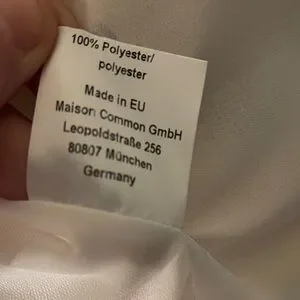 100% Polyester/
polyester
Made in EU
Maison Common GmbH
Leopoldstraße 256
80807 München
Germany